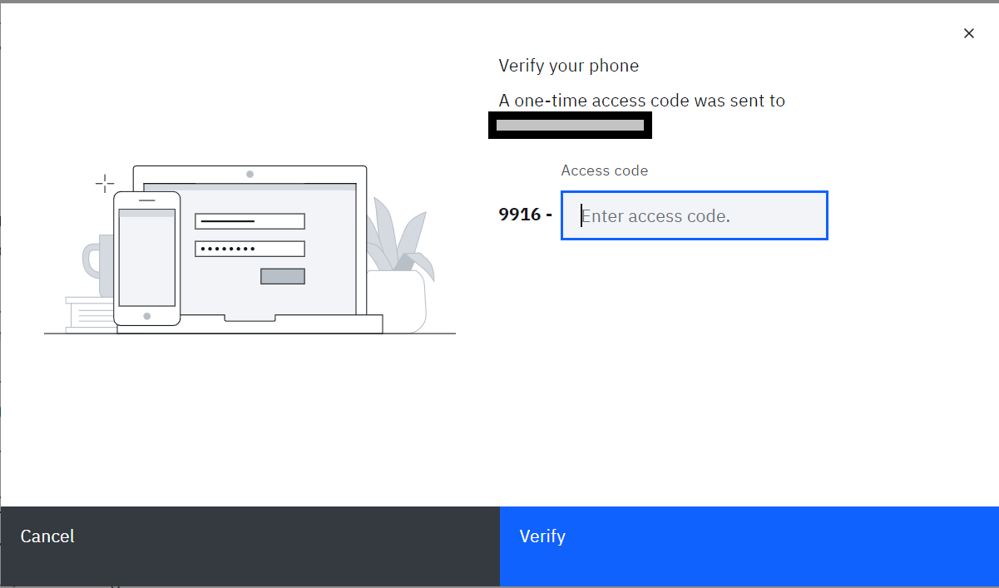 Verify your phone
A one-time access code was sent to
Access code
9916 - Enter access code.
Cancel
Verify